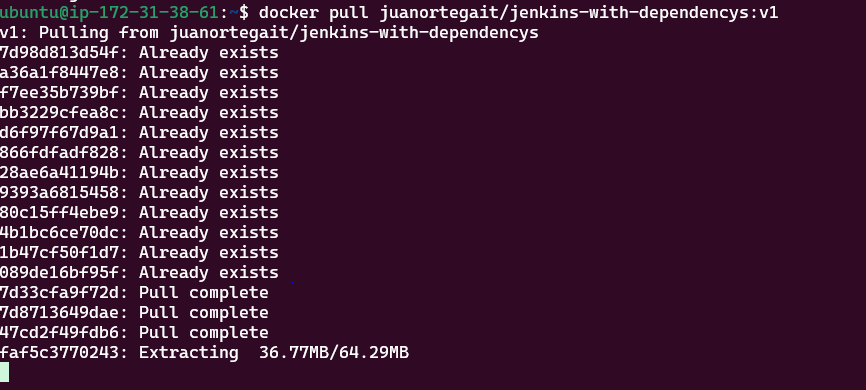 ubuntu@ip-172-31-38-61:~$ docker pull juanortegait/jenkins-with-dependencys:v1
v1: Pulling from juanortegait/jenkins-with-dependencys
7d98d813d54f: Already exists
a36a1f8447e8: Already exists
f7ee35b739bf: Already exists
bb3229cfea8c: Already exists
d6f97f67d9a1: Already exists
866fdfadf828: Already exists
28ae6a41194b: Already exists
9393a6815458: Already exists
80c15ff4ebe9: Already exists
4b1bc6ce70dc: Already exists
1b47cf50f1d7: Already exists
089de16bf95f: Already exists
7d33cfa9f72d: Pull complete
7d8713649dae: Pull complete
47cd2f49fdb6: Pull complete
faf5c3770243: Extracting  36.77MB/64.29MB